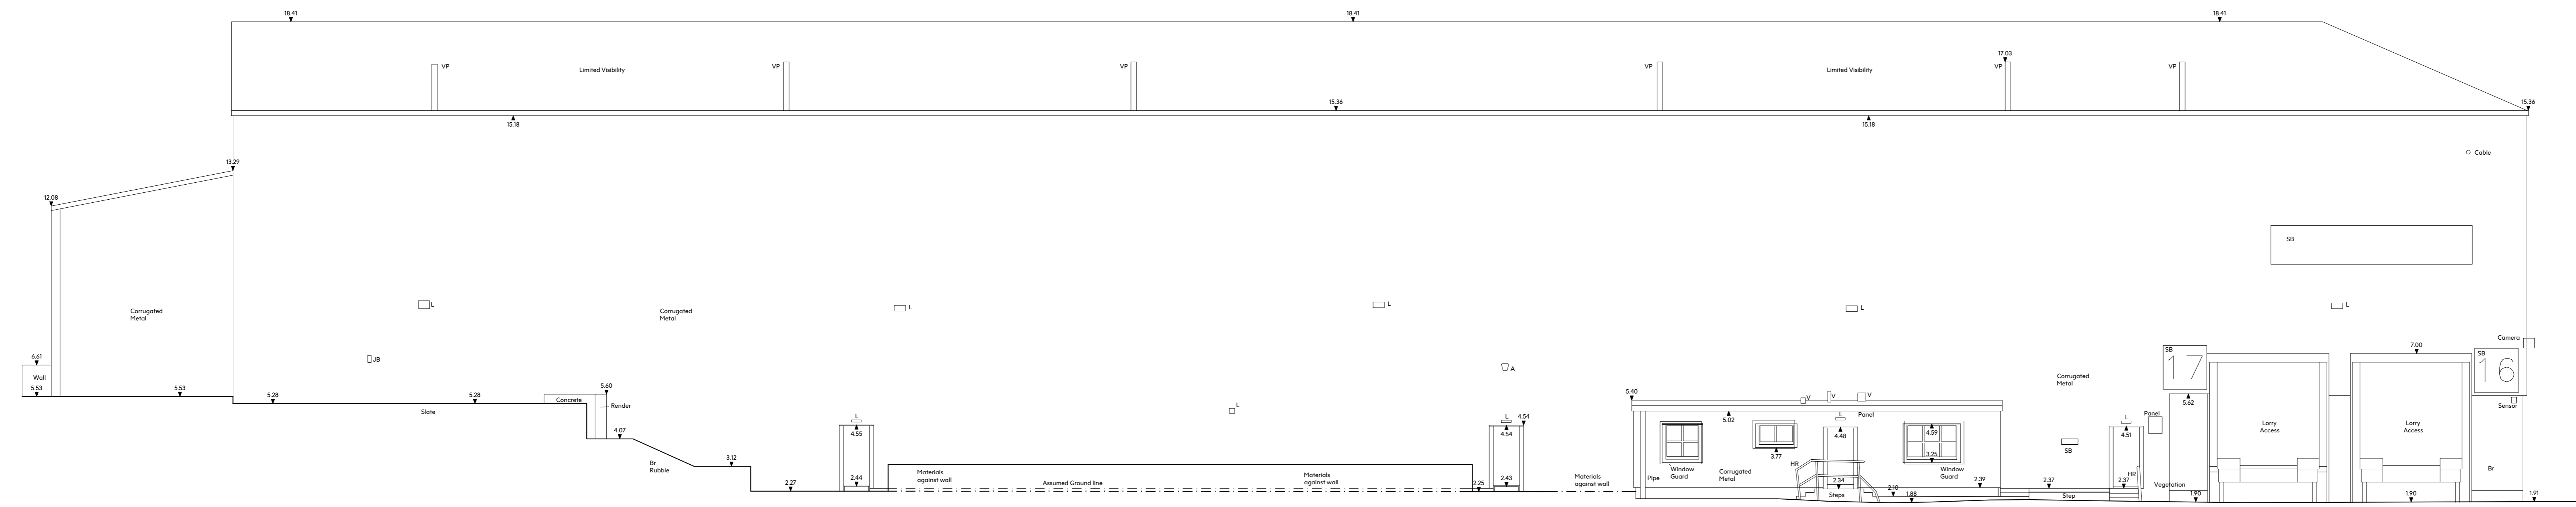 18.41
18.41
18.41
17.03
VP
Limited Visibility
VP
VP
VP
Limited Visibility
VP
VP
15.36
15.36
15.18
15.18
13.29
Cable
12.08
SB
Corrugated
Metal
L
Corrugated
Metal
L
L
L
L
Camera
6.61
JB
7.00
SB
17
SB
16
A
Corrugated
Metal
Wall
5.53
5.53
5.28
5.28
5.60
Concrete
Render
Slate
L
5.40
V
V
V
5.62
Sensor
4.07
L
4.55
L
4.54
4.54
5.02
L
Panel
4.48
4.59
Panel
L
4.51
Lorry
Access
Lorry
Access
3.12
Br
Rubble
3.77
3.25
SB
HR
Window
Guard
Window
Guard
Br
2.27
2.44
Materials
against wall
Assumed Ground line
Materials
against wall
2.25
2.43
Materials
against wall
Pipe
Corrugated
Metal
2.34
Steps
2.10
1.88
2.39
2.37
Step
2.37
HR
Vegetation
1.90
1.90
1.91